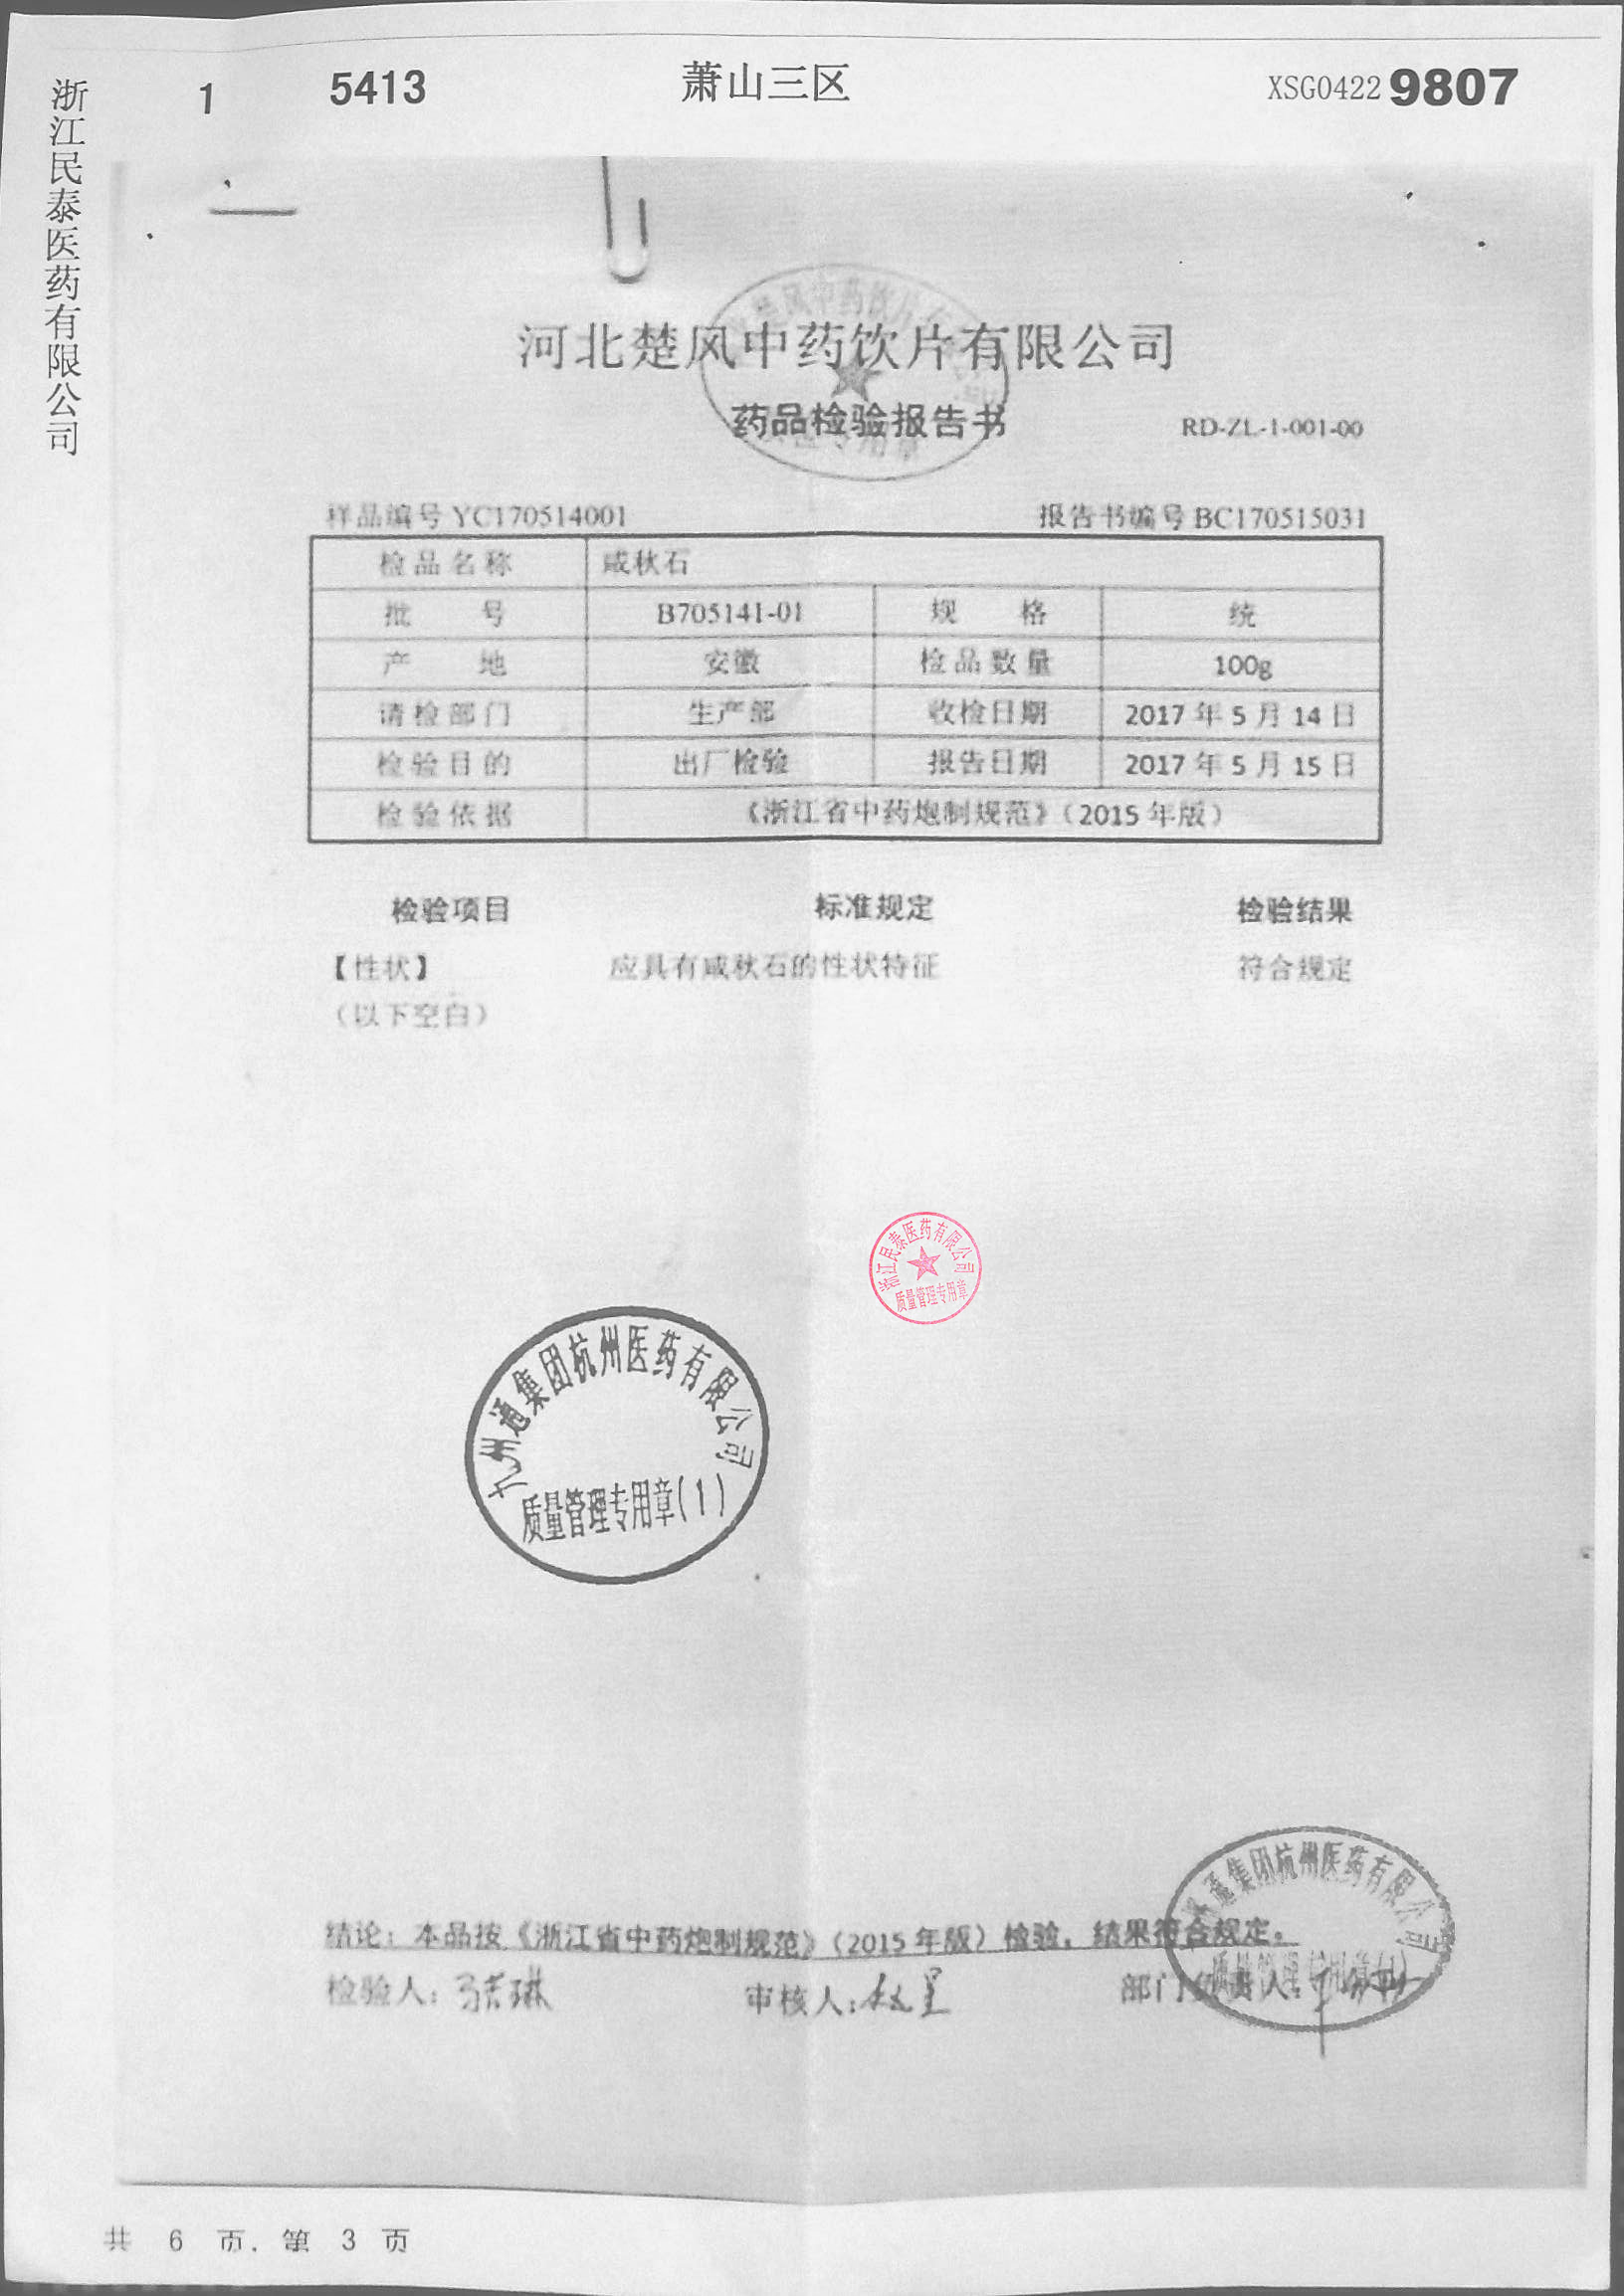 浙江民泰医药有限公司
1 5413 萧山三区 XSG04229807
河北楚风中药饮片有限公司
药品检验报告书 RD-ZL-1-001-00
样品编号 YC170514001 报告书编号 BC170515031
检品名称 咸秋石
批号 B705141-01 规格 统
产地 安徽 检品数量 100g
请检部门 生产部 收检日期 2017 年 5 月 14 日
检验目的 出厂检验 报告日期 2017 年 5 月 15 日
检验依据 《浙江省中药炮制规范》（2015 年版）
检验项目 标准规定 检验结果
【性状】 应具有咸秋石的性状特征 符合规定
（以下空白）
浙江民泰医药有限公司
质量管理专用章
九州通集团杭州医药有限公司
质量管理专用章(1)
通集团杭州医药有限公司
结论：本品按《浙江省中药炮制规范》（2015 年版）检验，结果符合规定。
检验人： 审核人： 部门负责人：
共 6 页. 第 3 页